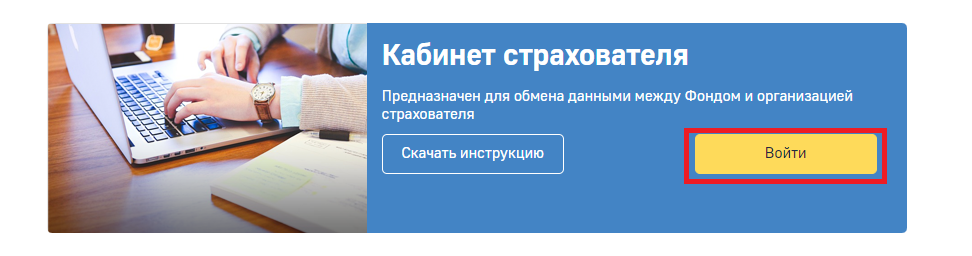 Кабинет страхователя
Предназначен для обмена данными между Фондом и организацией
страхователя
Скачать инструкцию
Войти